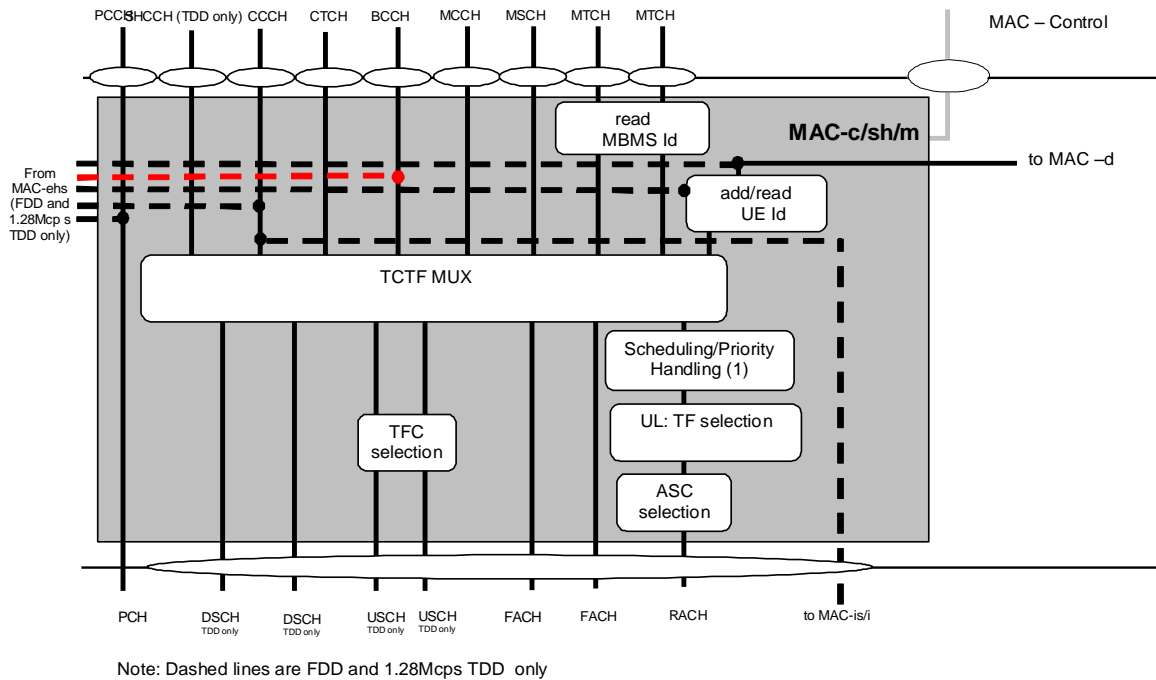 PCCH
SHCCH (TDD only)
CCCH
CTCH
BCCH
MCCH
MSCH
MTCH
MTCH
MAC – Control
read
MBMS Id
MAC-c/sh/m
From
MAC-ehs
(FDD and
1.28Mcp s
TDD only)
to MAC –d
add/read
UE Id
TCTF MUX
Scheduling/Priority
Handling (1)
UL: TF selection
TFC
selection
ASC
selection
PCH
DSCH
TDD only
DSCH
TDD only
USCH
TDD only
USCH
TDD only
FACH
FACH
RACH
to MAC-is/i
Note: Dashed lines are FDD and 1.28Mcps TDD only